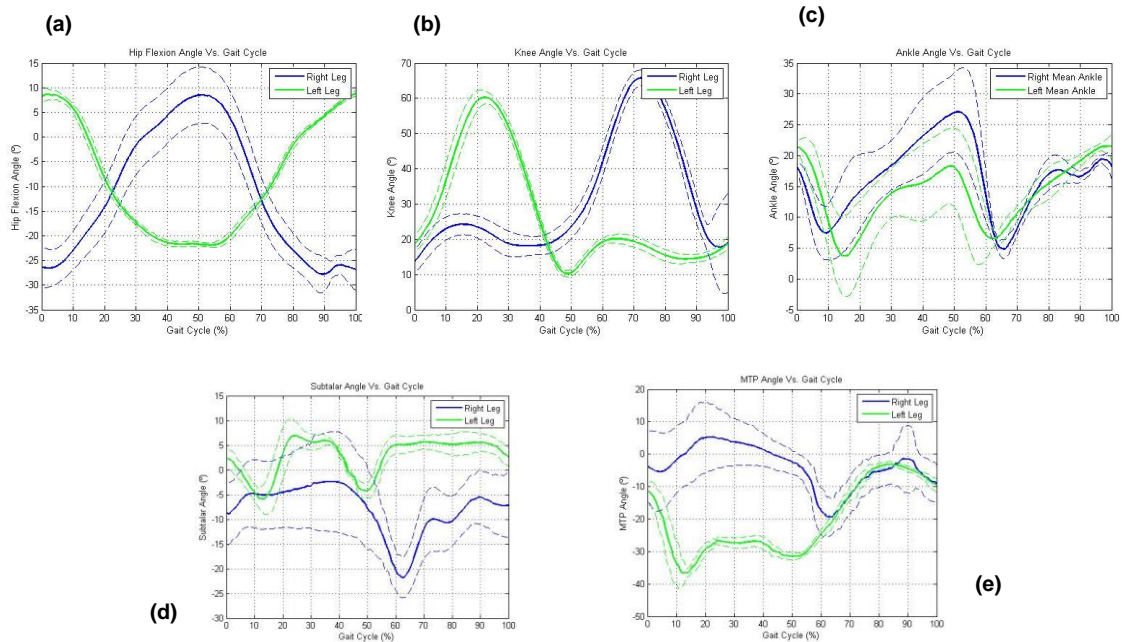 (a)
Hip Flexion Angle Vs. Gait Cycle
Right Leg
Left Leg
15
10
5
0
-5
-10
-15
-20
-25
-30
-35
Hip Flexion Angle (º)
0 10 20 30 40 50 60 70 80 90 100
Gait Cycle (%)
(b)
Knee Angle Vs. Gait Cycle
Right Leg
Left Leg
70
60
50
40
30
20
10
0
Knee Angle (º)
0 10 20 30 40 50 60 70 80 90 100
Gait Cycle (%)
(c)
Ankle Angle Vs. Gait Cycle
Right Mean Ankle
Left Mean Ankle
35
30
25
20
15
10
5
0
-5
Ankle Angle (º)
0 10 20 30 40 50 60 70 80 90 100
Gait Cycle (%)
Subtalar Angle Vs. Gait Cycle
Right Leg
Left Leg
15
10
5
0
-5
-10
-15
-20
-25
-30
Subtalar Angle (º)
0 10 20 30 40 50 60 70 80 90 100
Gait Cycle (%)
(d)
MTP Angle Vs. Gait Cycle
Right Leg
Left Leg
20
10
0
-10
-20
-30
-40
-50
MTP Angle (º)
0 10 20 30 40 50 60 70 80 90 100
Gait Cycle (%)
(e)